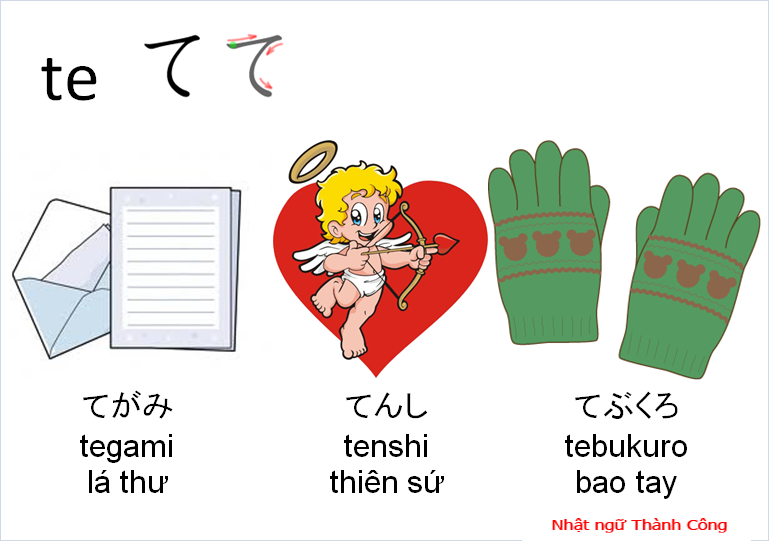 te て て
てがみ
tegami
lá thư
てんし
tenshi
thiên sứ
てぶくろ
tebukuro
bao tay
Nhật ngữ Thành Công